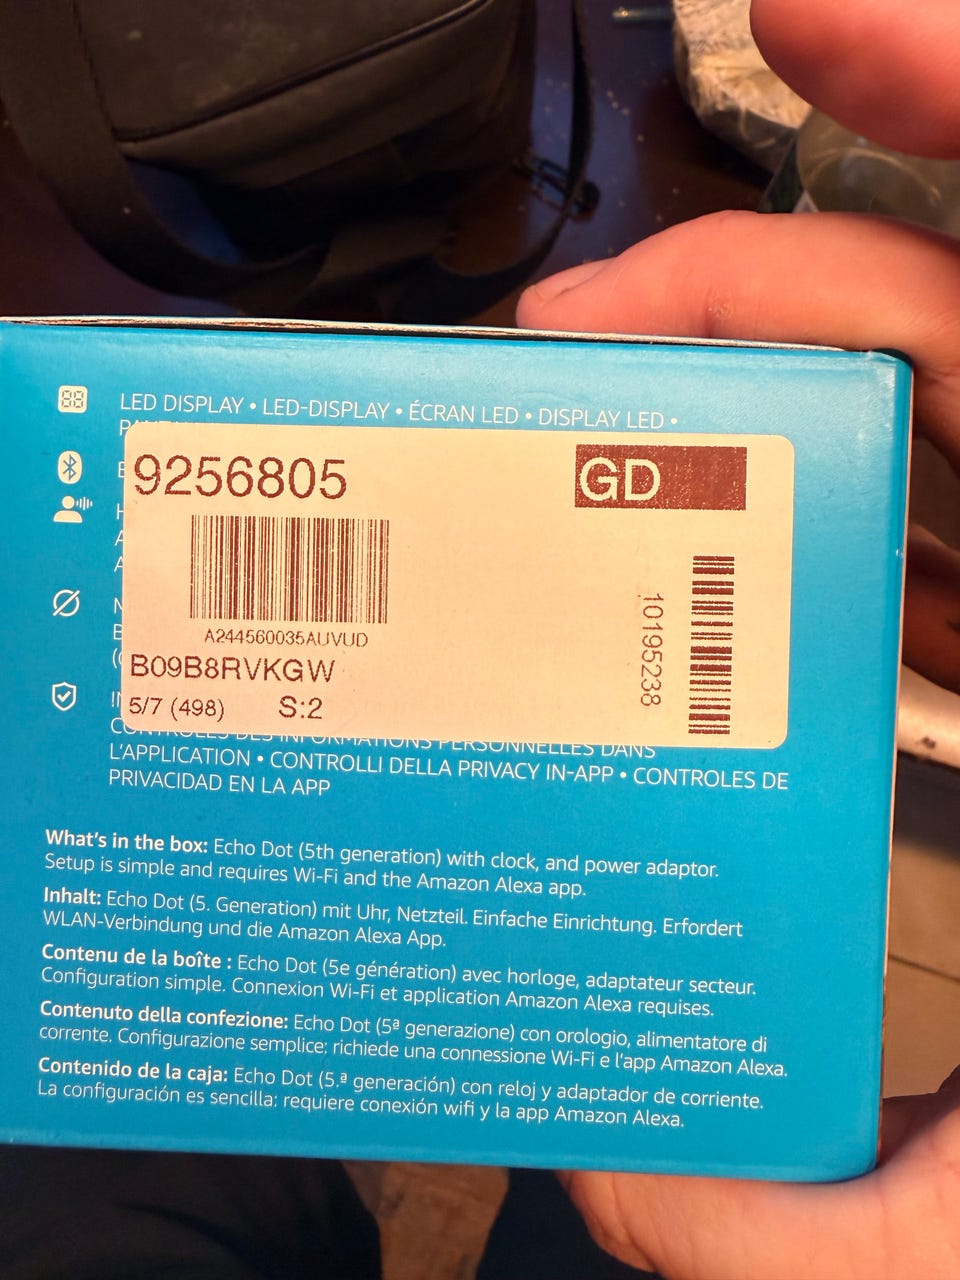 LED DISPLAY • LED-DISPLAY • ÉCRAN LED • DISPLAY LED •
9256805
GD
A244560035AUVUD
10195238
B09B8RVKGW
5/7 (498) S:2
CONTRÔLES DES INFORMATIONS PERSONNELLES DANS
L'APPLICATION • CONTROLLI DELLA PRIVACY IN-APP • CONTROLES DE
PRIVACIDAD EN LA APP
What's in the box: Echo Dot (5th generation) with clock, and power adaptor.
Setup is simple and requires Wi-Fi and the Amazon Alexa app.
Inhalt: Echo Dot (5. Generation) mit Uhr, Netzteil. Einfache Einrichtung. Erfordert
WLAN-Verbindung und die Amazon Alexa App.
Contenu de la boîte : Echo Dot (5e génération) avec horloge, adaptateur secteur.
Configuration simple. Connexion Wi-Fi et application Amazon Alexa requises.
Contenuto della confezione: Echo Dot (5ª generazione) con orologio, alimentatore di
corrente. Configurazione semplice: richiede una connessione Wi-Fi e l'app Amazon Alexa.
Contenido de la caja: Echo Dot (5.ª generación) con reloj y adaptador de corriente.
La configuración es sencilla: requiere conexión wifi y la app Amazon Alexa.